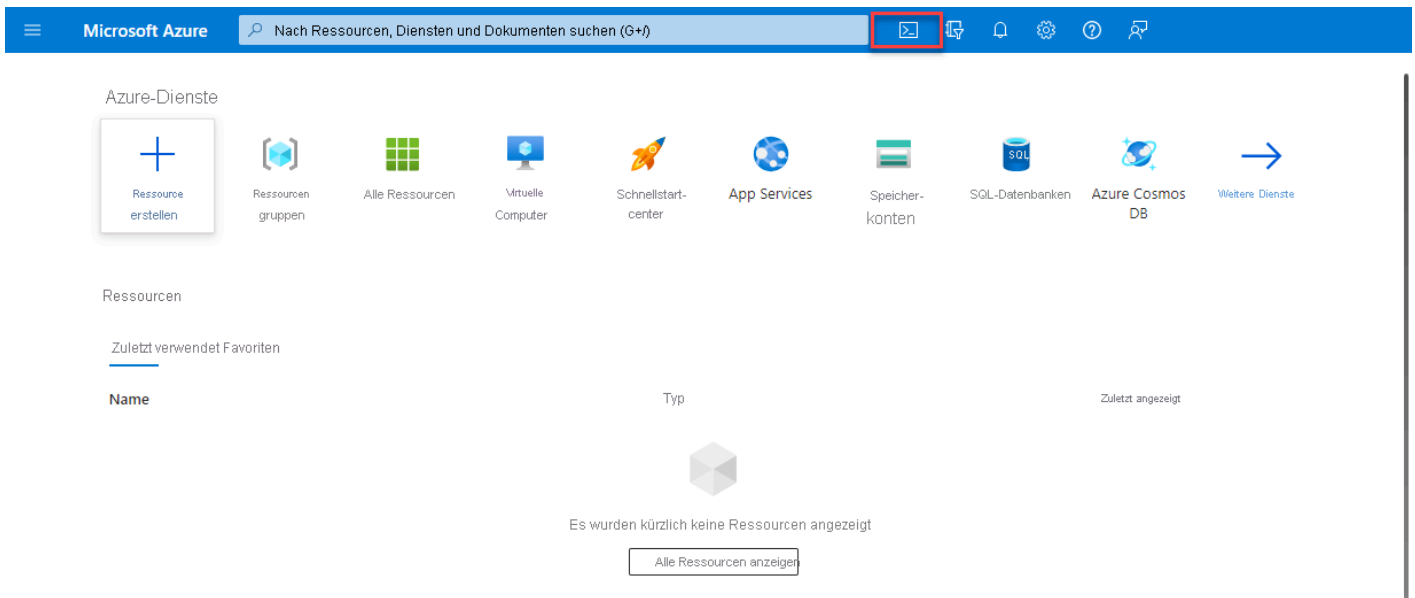 Microsoft Azure
Nach Ressourcen, Diensten und Dokumenten suchen (G+/)
Azure-Dienste
Ressource
erstellen
Ressourcen
gruppen
Alle Ressourcen
Virtuelle
Computer
Schnellstart-
center
App Services
Speicher-
konten
SQL
SQL-Datenbanken
Azure Cosmos
DB
Weitere Dienste
Ressourcen
Zuletzt verwendet Favoriten
Name Typ Zuletzt angezeigt
Es wurden kürzlich keine Ressourcen angezeigt
Alle Ressourcen anzeigen